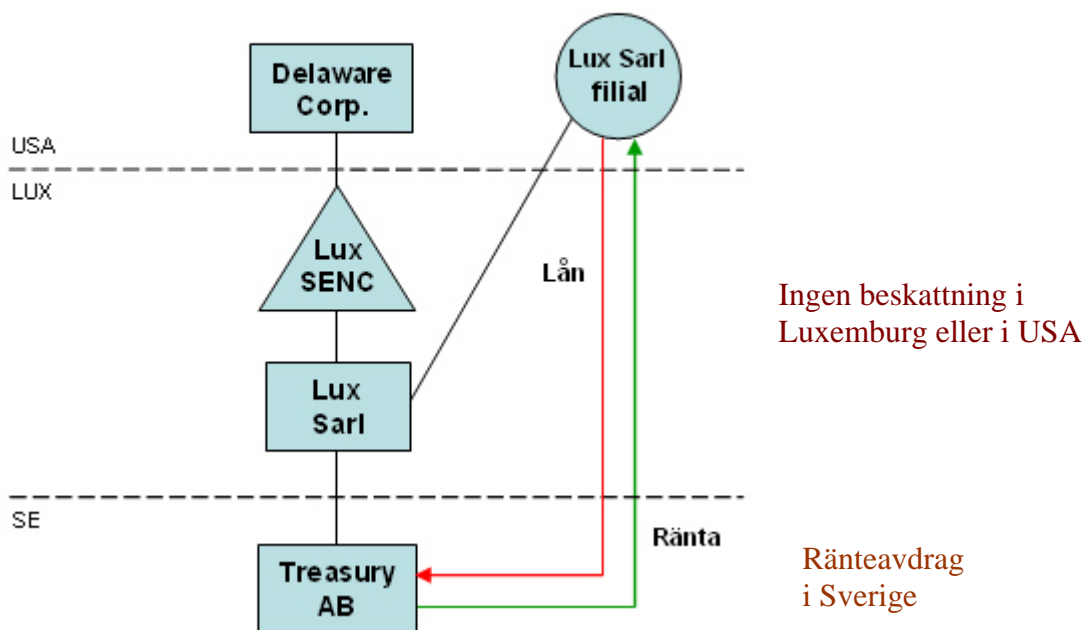 Delaware
Corp.
Lux Sarl
filial
USA
LUX
Lux
SENC
Lån
Ingen beskattning i
Luxemburg eller i USA
Lux
Sarl
SE
Ränta
Treasury
AB
Ränteavdrag
i Sverige